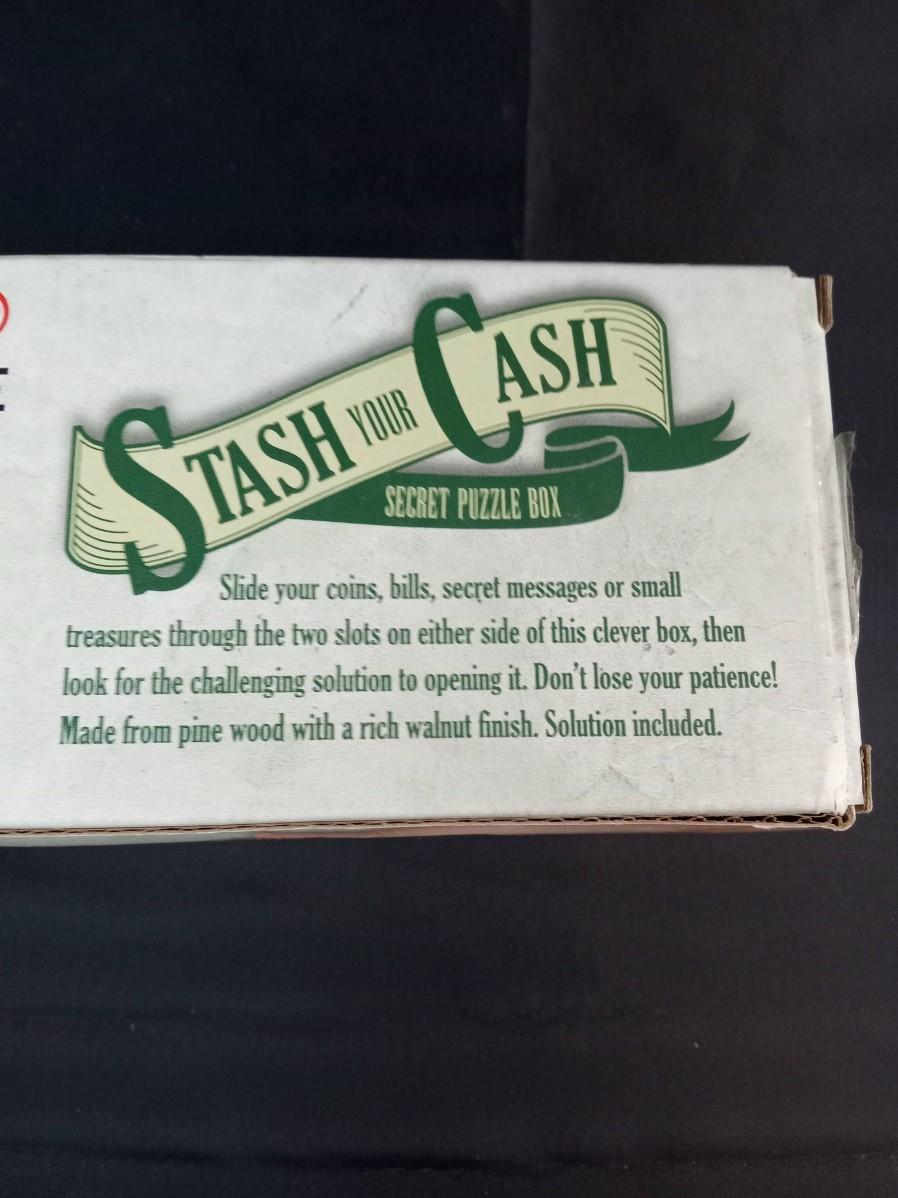 STASH YOUR CASH
SECRET PUZZLE BOX
Slide your coins, bills, secret messages or small
treasures through the two slots on either side of this clever box, then
look for the challenging solution to opening it. Don't lose your patience!
Made from pine wood with a rich walnut finish. Solution included.